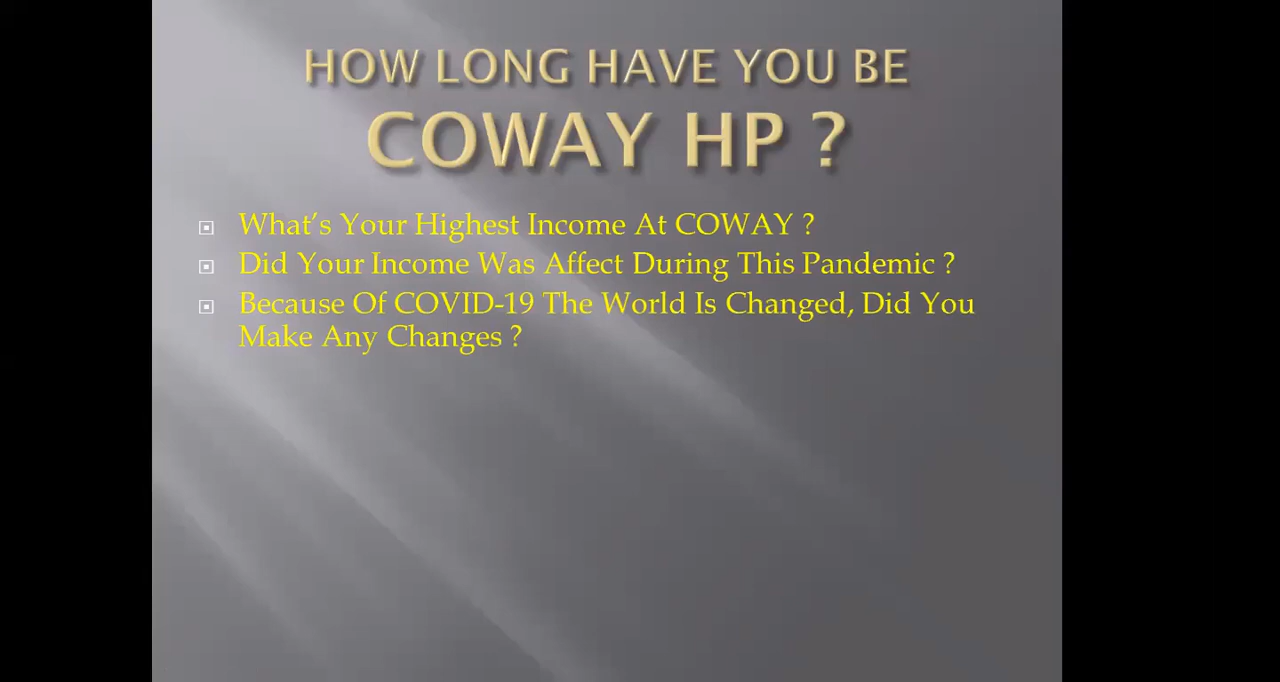 HOW LONG HAVE YOU BE
COWAY HP ?
What's Your Highest Income At COWAY ?
Did Your Income Was Affect During This Pandemic ?
Because Of COVID-19 The World Is Changed, Did You
Make Any Changes ?